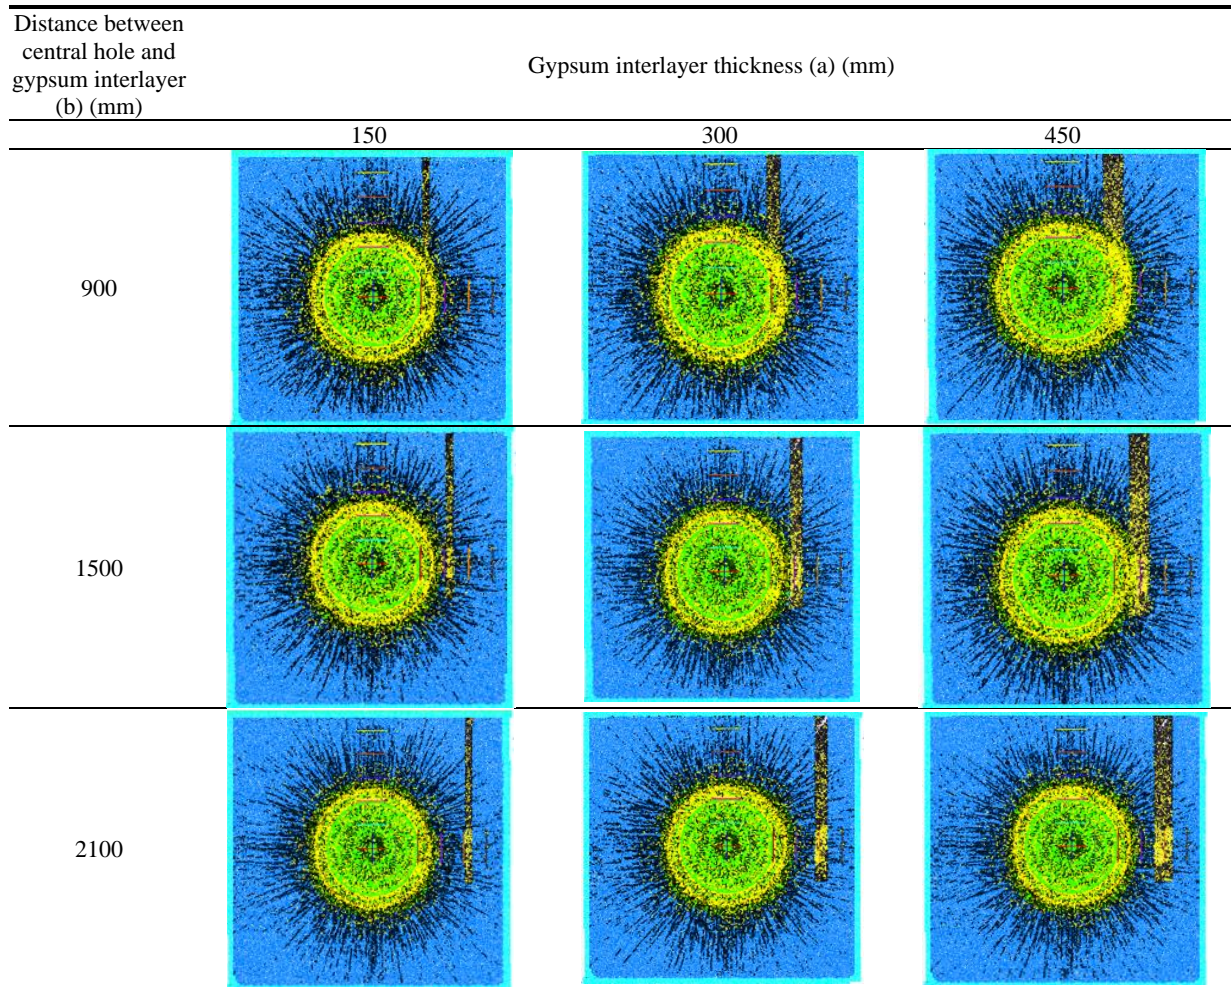 Distance between
central hole and
gypsum interlayer
(b) (mm)
Gypsum interlayer thickness (a) (mm)
150
300
450
900
1500
2100